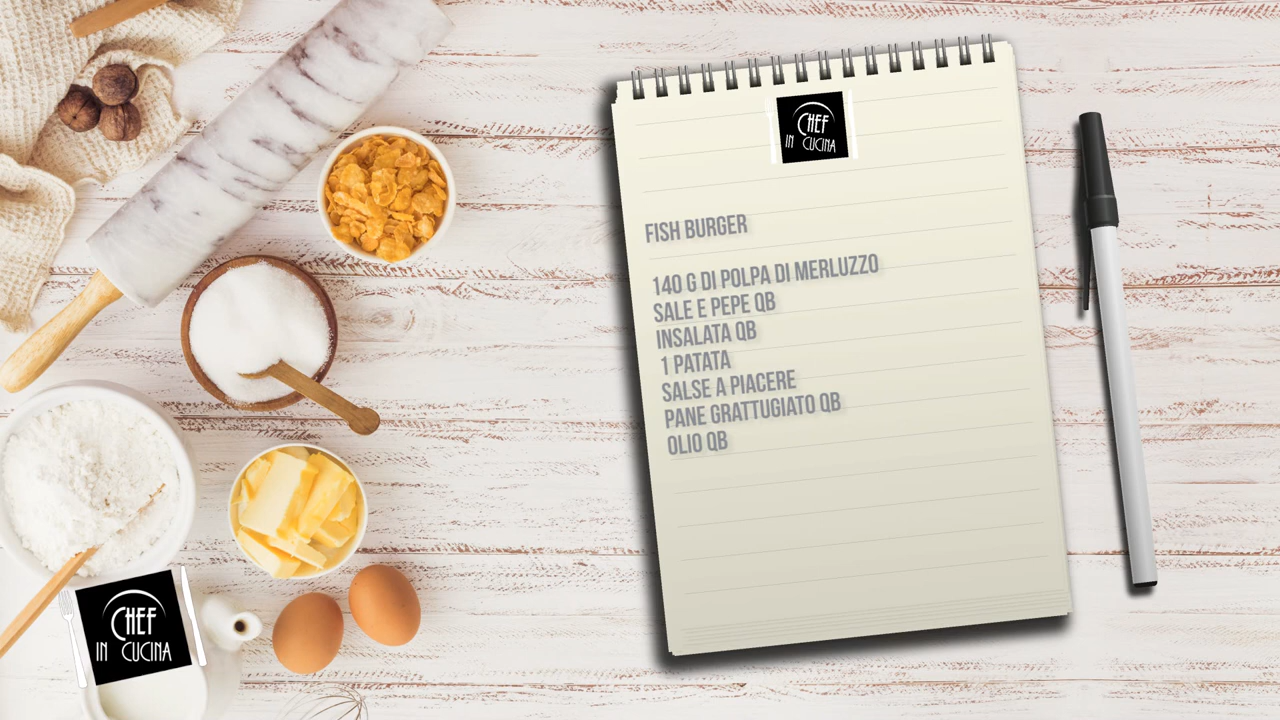 CHEF
IN CUCINA
FISH BURGER
140 G DI POLPA DI MERLUZZO
SALE E PEPE QB
INSALATA QB
1 PATATA
SALSE A PIACERE
PANE GRATTUGIATO QB
OLIO QB
CHEF
IN CUCINA